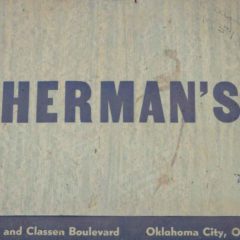 HERMAN'S
and Classen Boulevard Oklahoma City, O